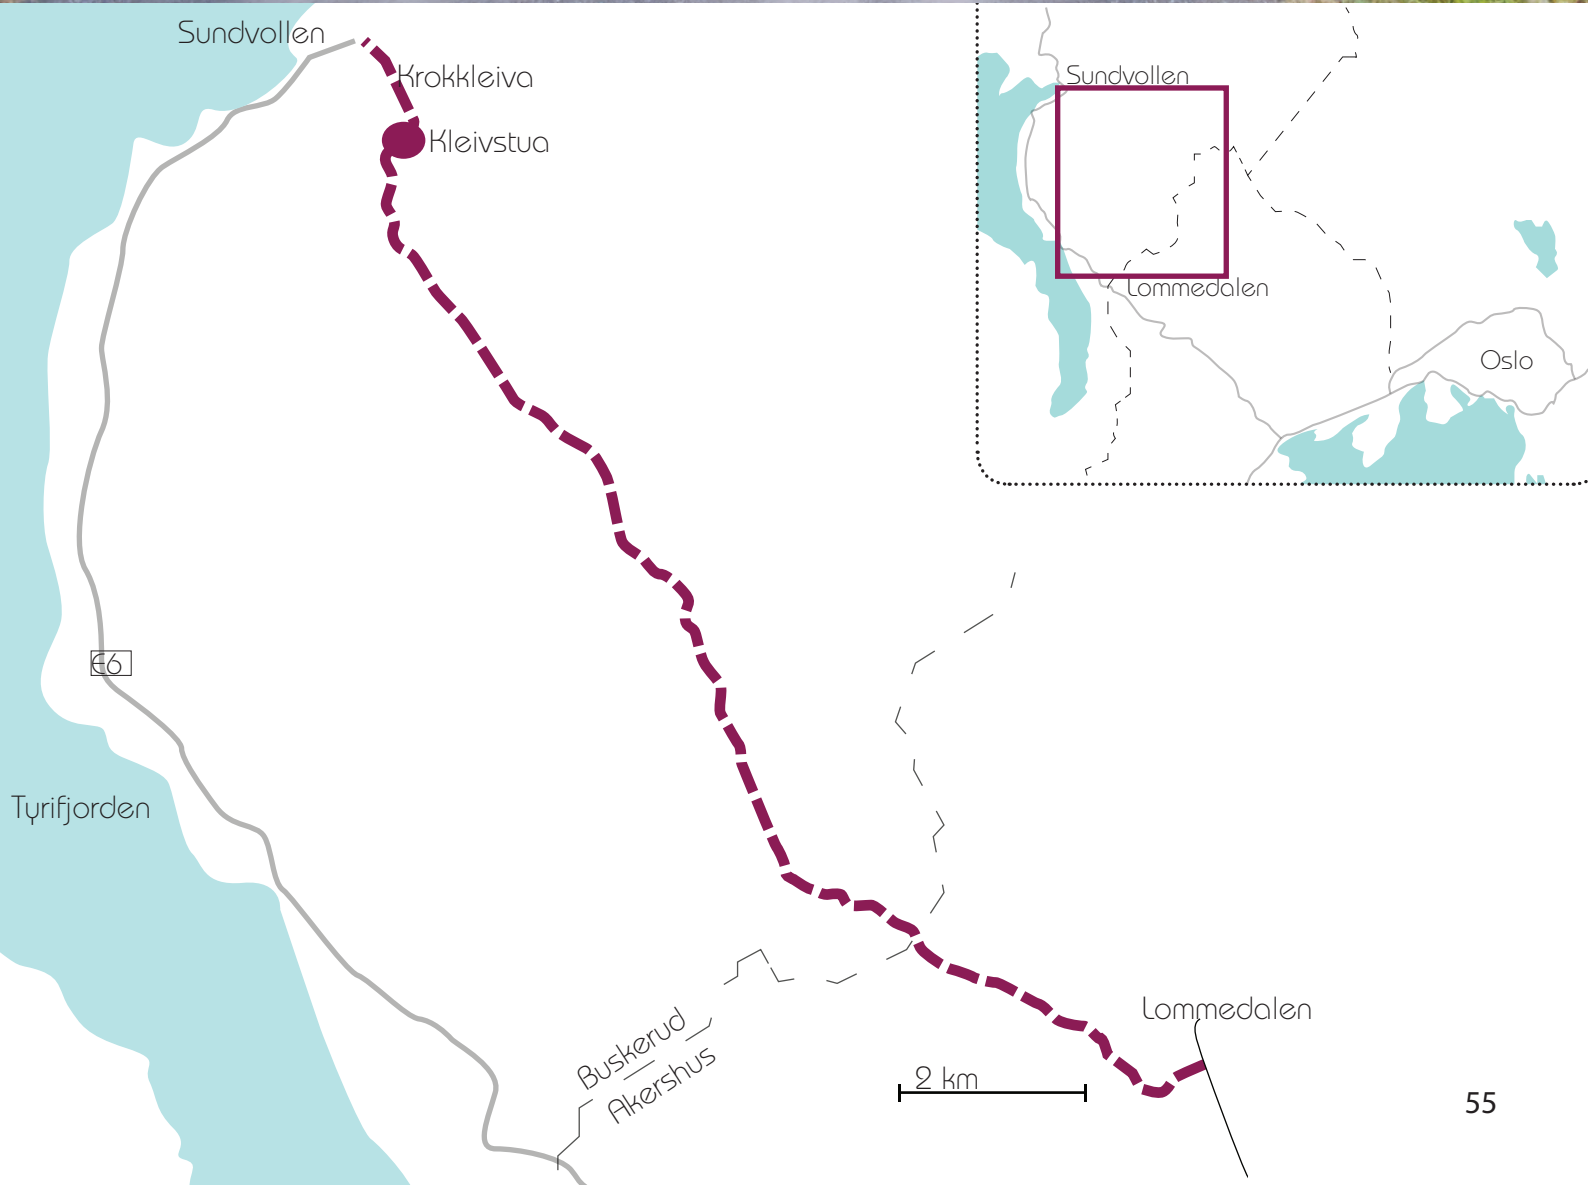 Sundvollen
Krokkleiva
Kleivstua
E6
Tyrifjorden
Buskerud
Akershus
2 km
Lommedalen
Sundvollen
Lommedalen
Oslo
55